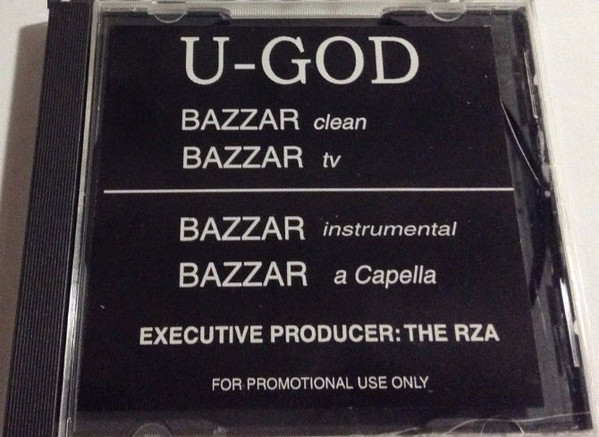 U-GOD
BAZZAR clean
BAZZAR tv
BAZZAR instrumental
BAZZAR a Capella
EXECUTIVE PRODUCER: THE RZA
FOR PROMOTIONAL USE ONLY